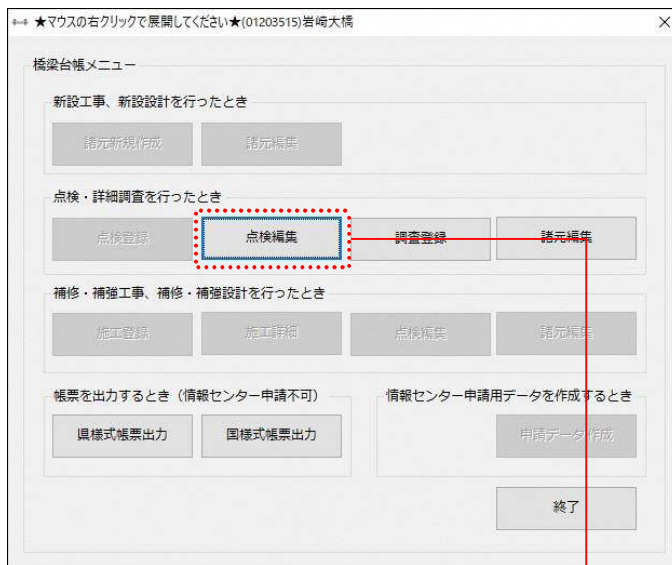 ★マウスの右クリックで展開してください★(01203515)岩崎大橋
橋梁台帳メニュー
新設工事、新設設計を行ったとき
諸元新規作成 諸元編集
点検・詳細調査を行ったとき
点検登録 点検編集 調査登録 諸元編集
補修・補強工事、補修・補強設計を行ったとき
施工登録 施工詳細 点検編集 諸元編集
帳票を出力するとき（情報センター申請不可） 情報センター申請用データを作成するとき
県様式帳票出力 国様式帳票出力 申請データ作成
終了